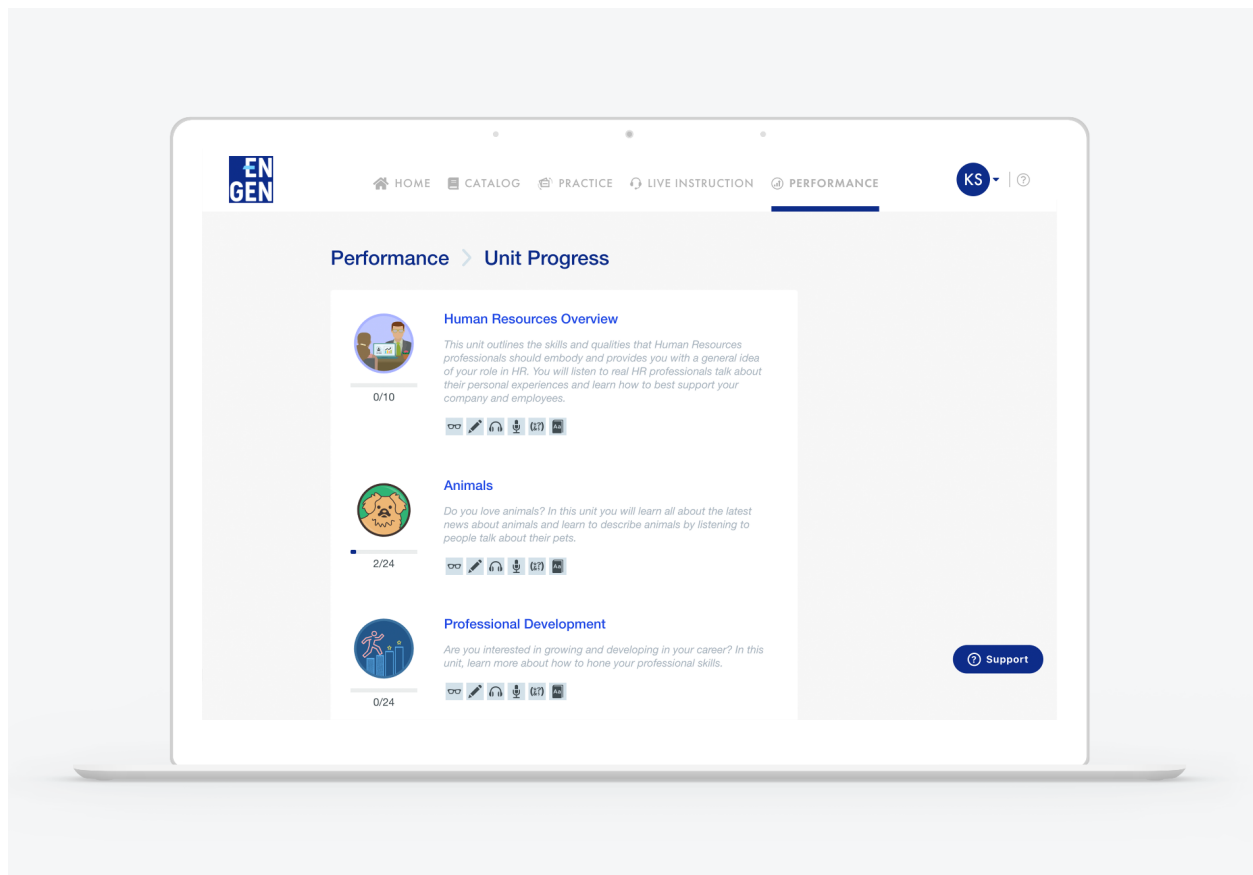 EN
GEN
HOME CATALOG PRACTICE LIVE INSTRUCTION PERFORMANCE
KS
Performance Unit Progress
Human Resources Overview
This unit outlines the skills and qualities that Human Resources
professionals should embody and provides you with a general idea
of your role in HR. You will listen to real HR professionals talk about
their personal experiences and learn how to best support your
company and employees.
0/10
Aa
Animals
Do you love animals? In this unit you will learn all about the latest
news about animals and learn to describe animals by listening to
people talk about their pets.
2/24
Aa
Professional Development
Are you interested in growing and developing in your career? In this
unit, learn more about how to hone your professional skills.
0/24
Aa
? Support